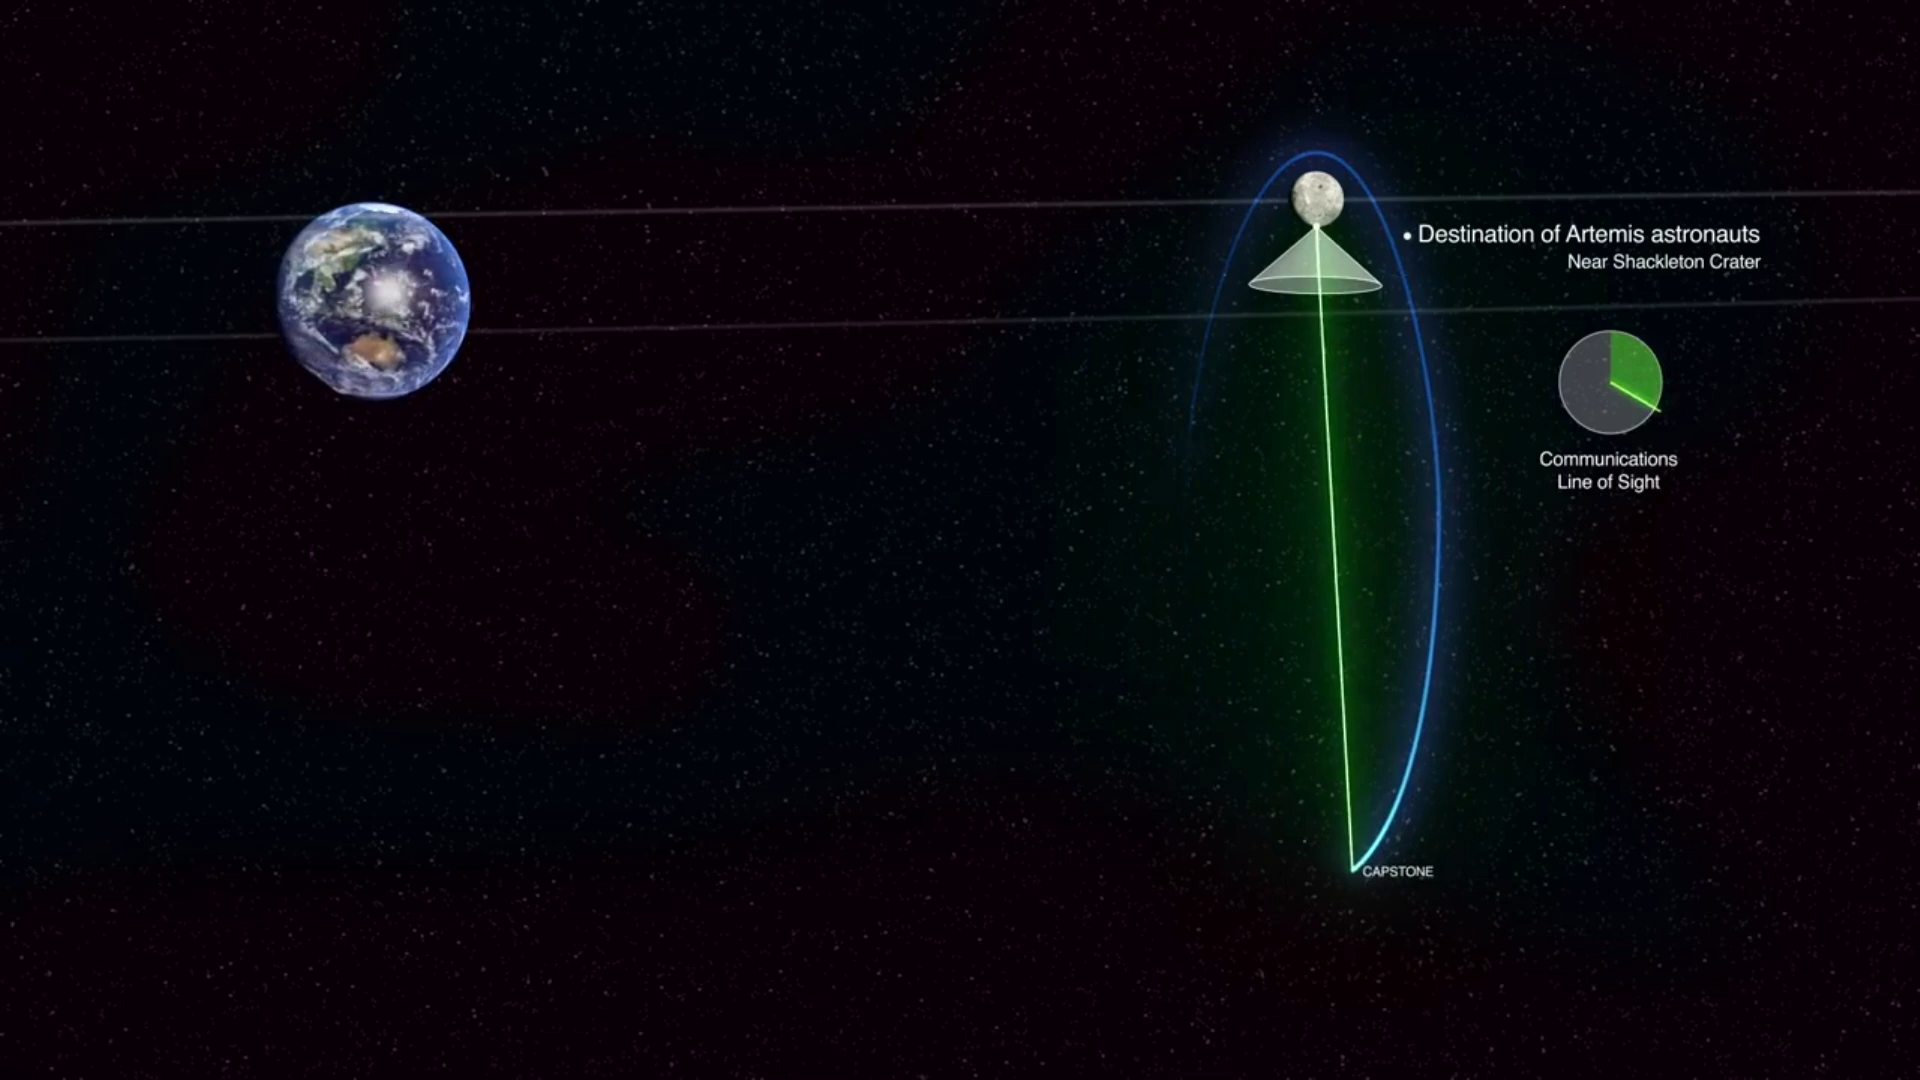 • Destination of Artemis astronauts
Near Shackleton Crater
Communications
Line of Sight
CAPSTONE